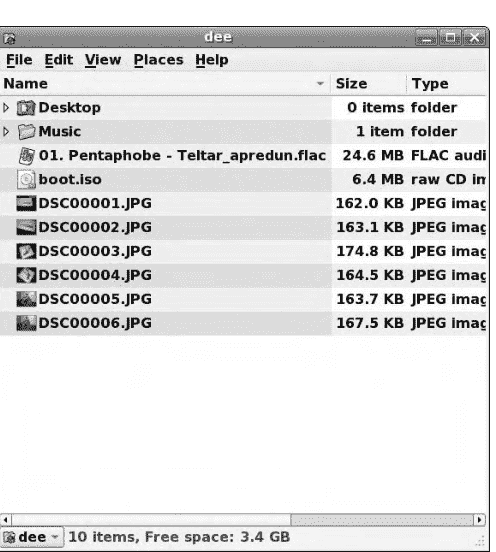 dee
File Edit View Places Help
Name Size Type
Desktop 0 items folder
Music 1 item folder
01. Pentaphobe - Teltar_apredun.flac 24.6 MB FLAC audi
boot.iso 6.4 MB raw CD im
DSC00001.JPG 162.0 KB JPEG imag
DSC00002.JPG 163.1 KB JPEG imag
DSC00003.JPG 174.8 KB JPEG imag
DSC00004.JPG 164.5 KB JPEG imag
DSC00005.JPG 163.7 KB JPEG imag
DSC00006.JPG 167.5 KB JPEG imag
dee 10 items, Free space: 3.4 GB